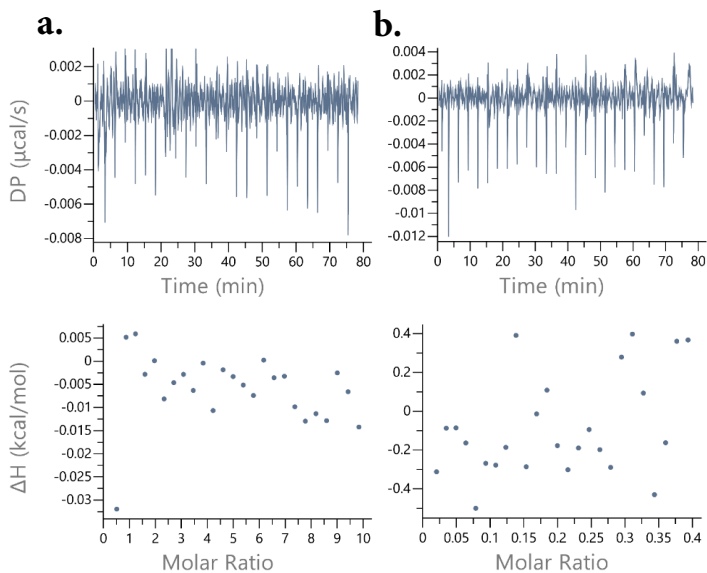 a.
b.
0.002
0
-0.002
-0.004
-0.006
-0.008
DP (μcal/s)
0 10 20 30 40 50 60 70 80
Time (min)
0.004
0.002
0
-0.002
-0.004
-0.006
-0.008
-0.01
-0.012
0 10 20 30 40 50 60 70 80
Time (min)
0.005
0
-0.005
-0.01
-0.015
-0.02
-0.025
-0.03
ΔH (kcal/mol)
0 1 2 3 4 5 6 7 8 9 10
Molar Ratio
0.4
0.2
0
-0.2
-0.4
0 0.05 0.1 0.15 0.2 0.25 0.3 0.35 0.4
Molar Ratio